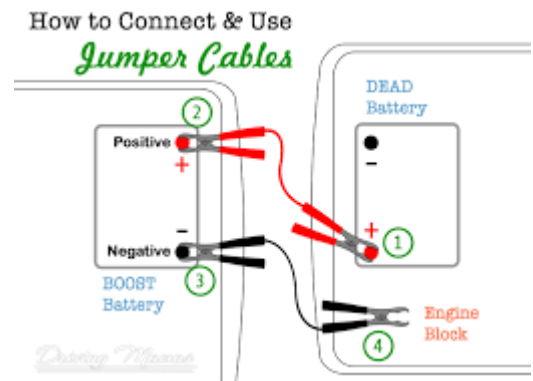 How to Connect & Use
Jumper Cables
DEAD
Battery
2
Positive
+
−
−
+
1
Negative
3
BOOST
Battery
Engine
Block
4
Driving Mamas